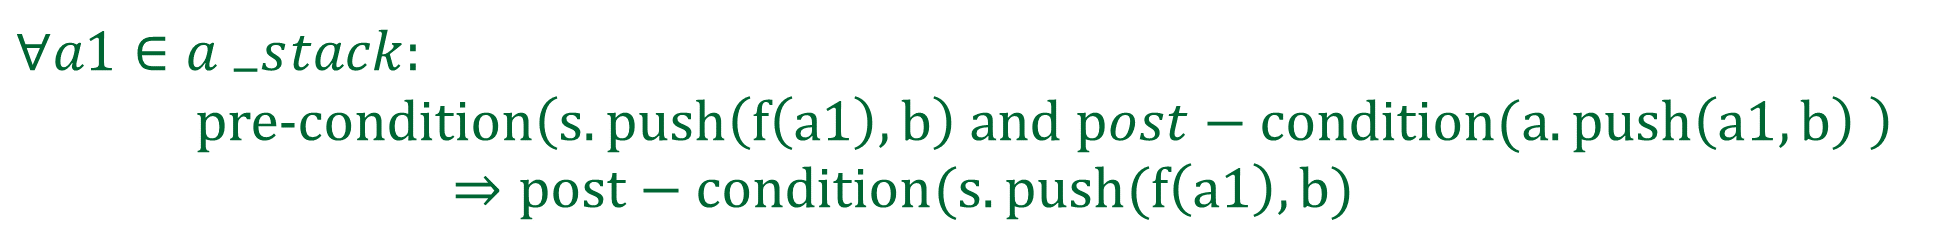 ∀a1 ∈ a _stack:
pre-condition(s. push(f(a1), b) and post − condition(a. push(a1, b) )
⇒ post − condition(s. push(f(a1), b)